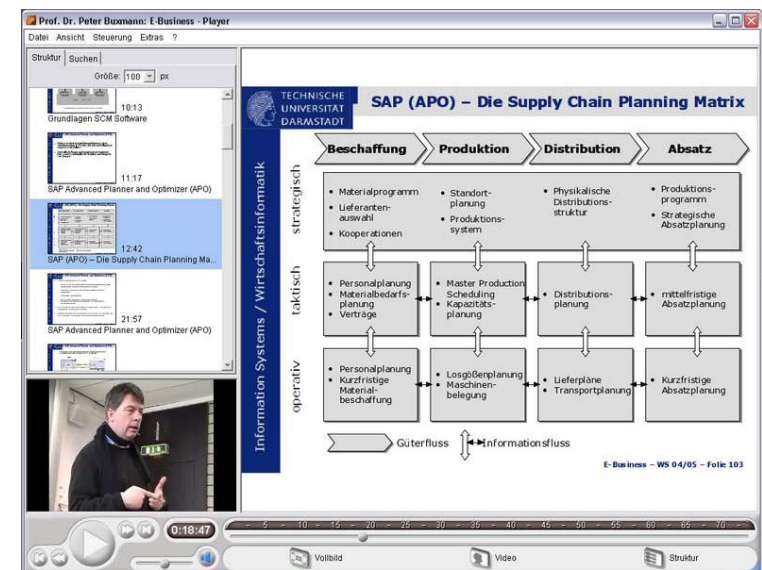 Prof. Dr. Peter Buxmann: E-Business - Player
Datei Ansicht Steuerung Extras ?
Struktur Suchen
Größe: 100 px
10:13
Grundlagen SCM Software
11:17
SAP Advanced Planner and Optimizer (APO)
12:42
SAP (APO) – Die Supply Chain Planning Ma...
21:57
SAP Advanced Planner and Optimizer (APO)
TECHNISCHE
UNIVERSITÄT
DARMSTADT
SAP (APO) – Die Supply Chain Planning Matrix
Information Systems / Wirtschaftsinformatik
Beschaffung Produktion Distribution Absatz
strategisch
• Materialprogramm
• Lieferanten-
auswahl
• Kooperationen
• Standort-
planung
• Produktions-
system
• Physikalische
Distributions-
struktur
• Produktions-
programm
• Strategische
Absatzplanung
taktisch
• Personalplanung
• Materialbedarfs-
planung
• Verträge
• Master Production
Scheduling
• Kapazitäts-
planung
• Distributions-
planung
• mittelfristige
Absatzplanung
operativ
• Personalplanung
• Kurzfristige
Material-
beschaffung
• Losgößenplanung
• Maschinen-
belegung
• Lieferpläne
• Transportplanung
• Kurzfristige
Absatzplanung
Güterfluss Informationsfluss
E-Business – WS 04/05 – Folie 103
0:18:47
5 10 15 20 25 30 35 40 45 50 55 60 65 70
Vollbild Video Struktur